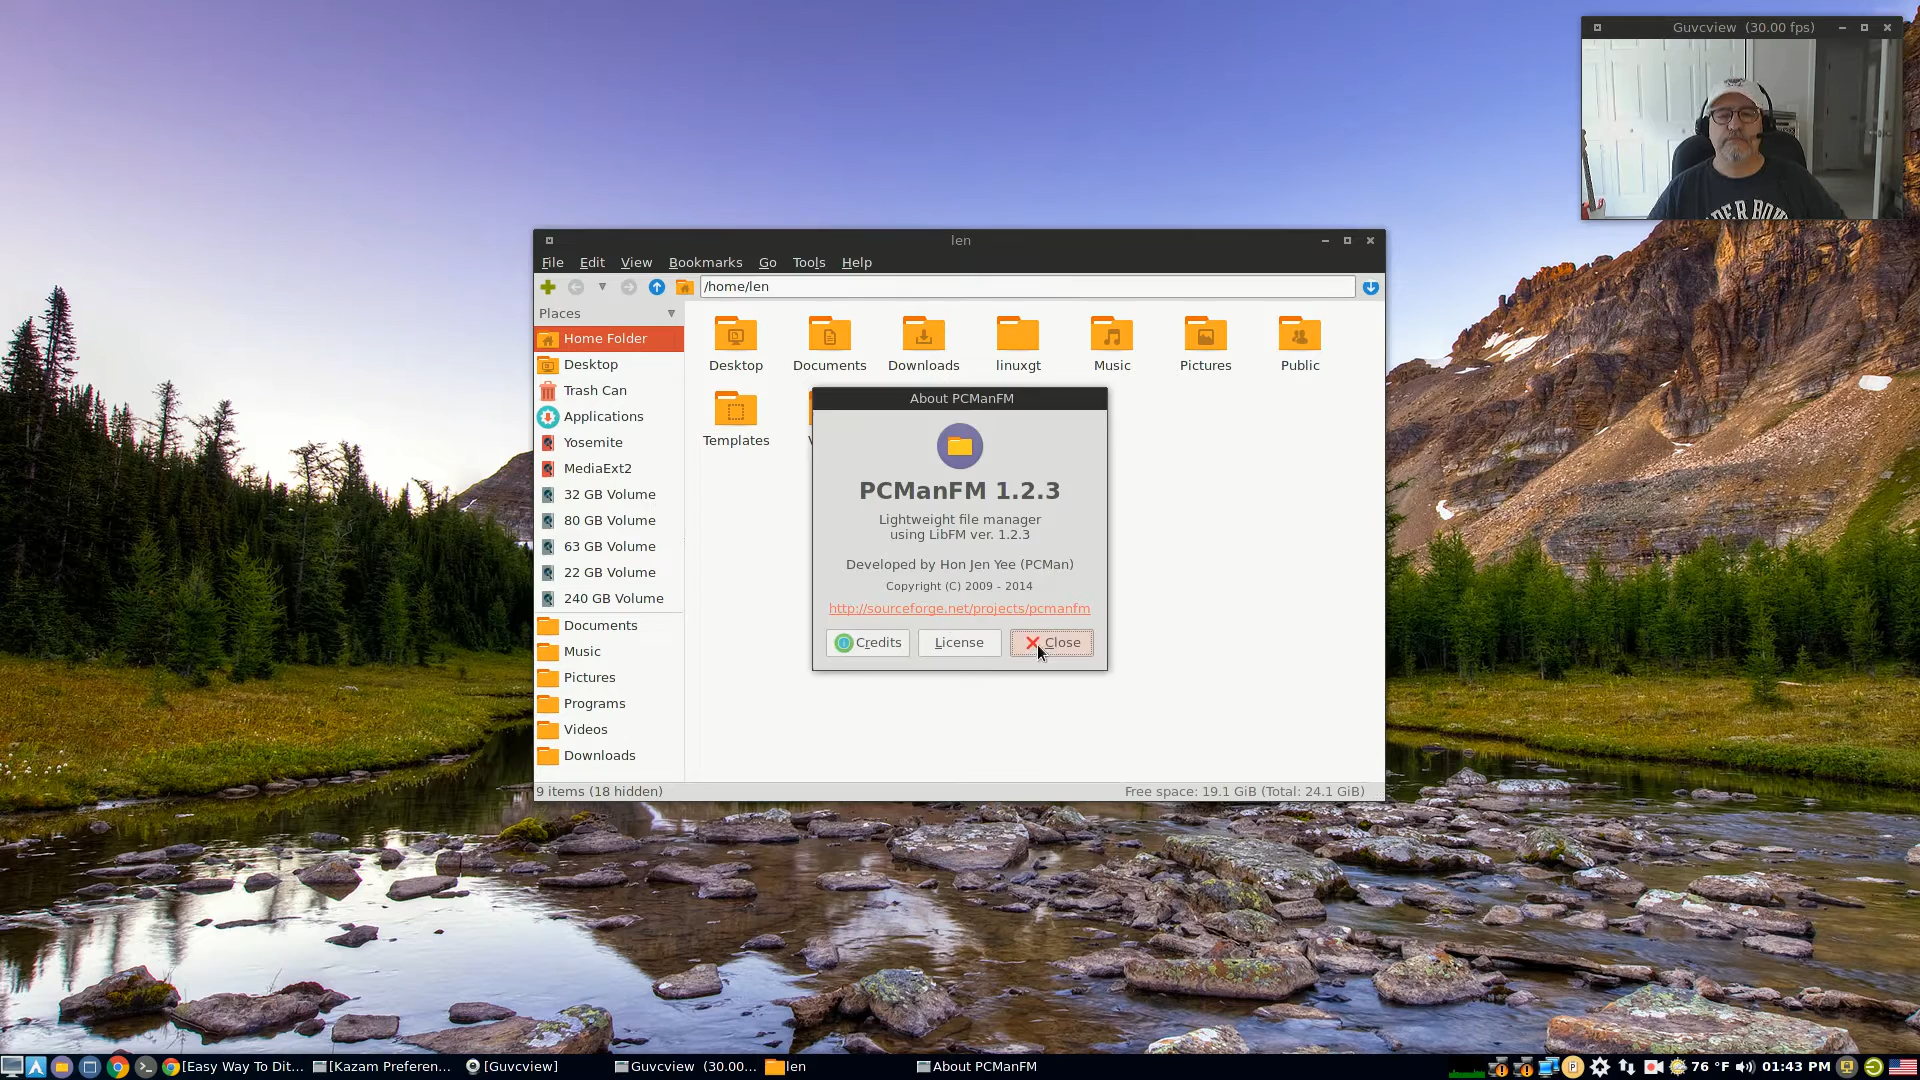 Guvcview (30.00 fps)
DER BOW
len
File Edit View Bookmarks Go Tools Help
/home/len
Places
Home Folder
Desktop
Trash Can
Applications
Yosemite
MediaExt2
32 GB Volume
80 GB Volume
63 GB Volume
22 GB Volume
240 GB Volume
Documents
Music
Pictures
Programs
Videos
Downloads
Desktop Documents Downloads linuxgt Music Pictures Public
Templates V
About PCManFM
PCManFM 1.2.3
Lightweight file manager
using LibFM ver. 1.2.3
Developed by Hon Jen Yee (PCMan)
Copyright (C) 2009 - 2014
http://sourceforge.net/projects/pcmanfm
Credits License Close
9 items (18 hidden) Free space: 19.1 GiB (Total: 24.1 GiB)
[Easy Way To Dit... [Kazam Preferen... [Guvcview] Guvcview (30.00... len About PCManFM 76 °F 01:43 PM